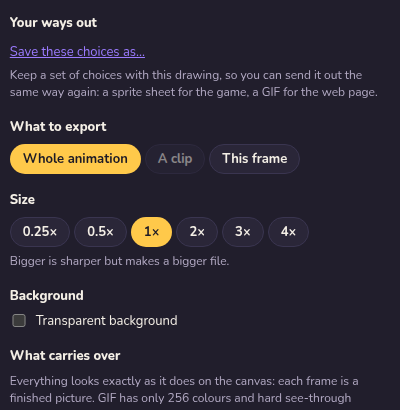 Your ways out
Save these choices as...
Keep a set of choices with this drawing, so you can send it out the
same way again: a sprite sheet for the game, a GIF for the web page.
What to export
Whole animation A clip This frame
Size
0.25× 0.5× 1× 2× 3× 4×
Bigger is sharper but makes a bigger file.
Background
Transparent background
What carries over
Everything looks exactly as it does on the canvas: each frame is a
finished picture. GIF has only 256 colours and hard see-through